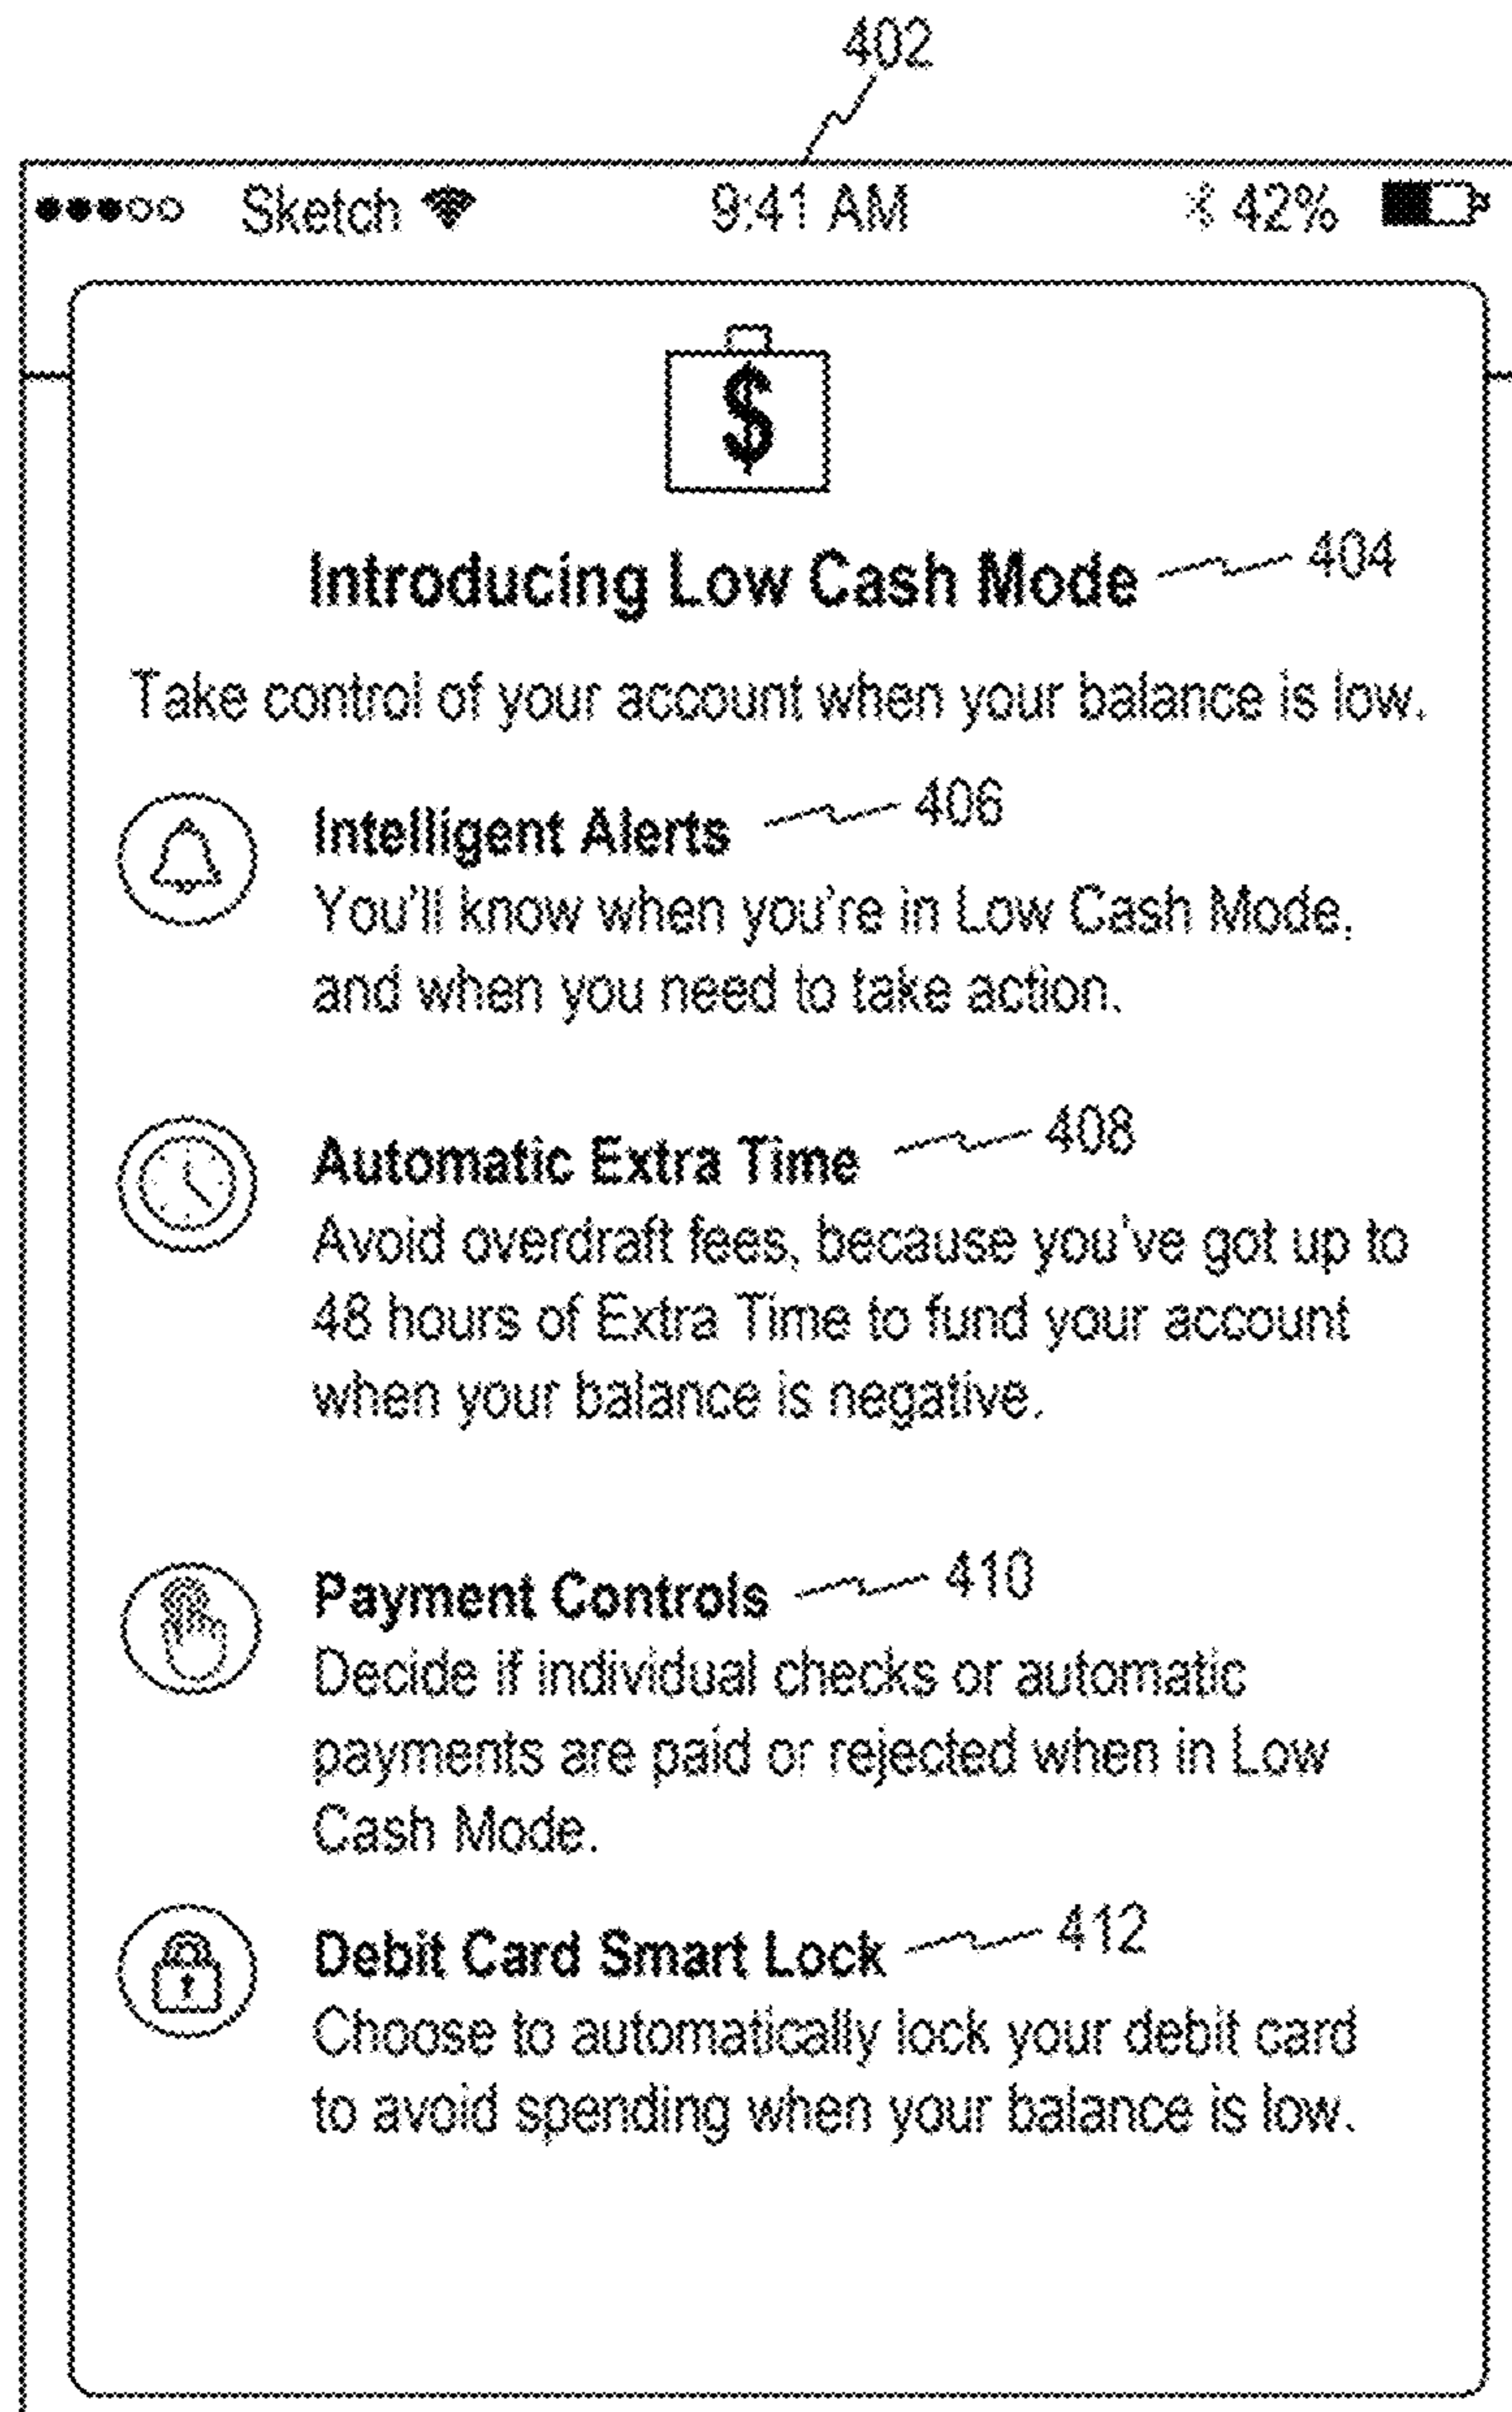 402
Sketch 9:41 AM 42%
$
Introducing Low Cash Mode 404
Take control of your account when your balance is low.
Intelligent Alerts 406
You'll know when you're in Low Cash Mode,
and when you need to take action.
Automatic Extra Time 408
Avoid overdraft fees, because you've got up to
48 hours of Extra Time to fund your account
when your balance is negative.
Payment Controls 410
Decide if individual checks or automatic
payments are paid or rejected when in Low
Cash Mode.
Debit Card Smart Lock 412
Choose to automatically lock your debit card
to avoid spending when your balance is low.